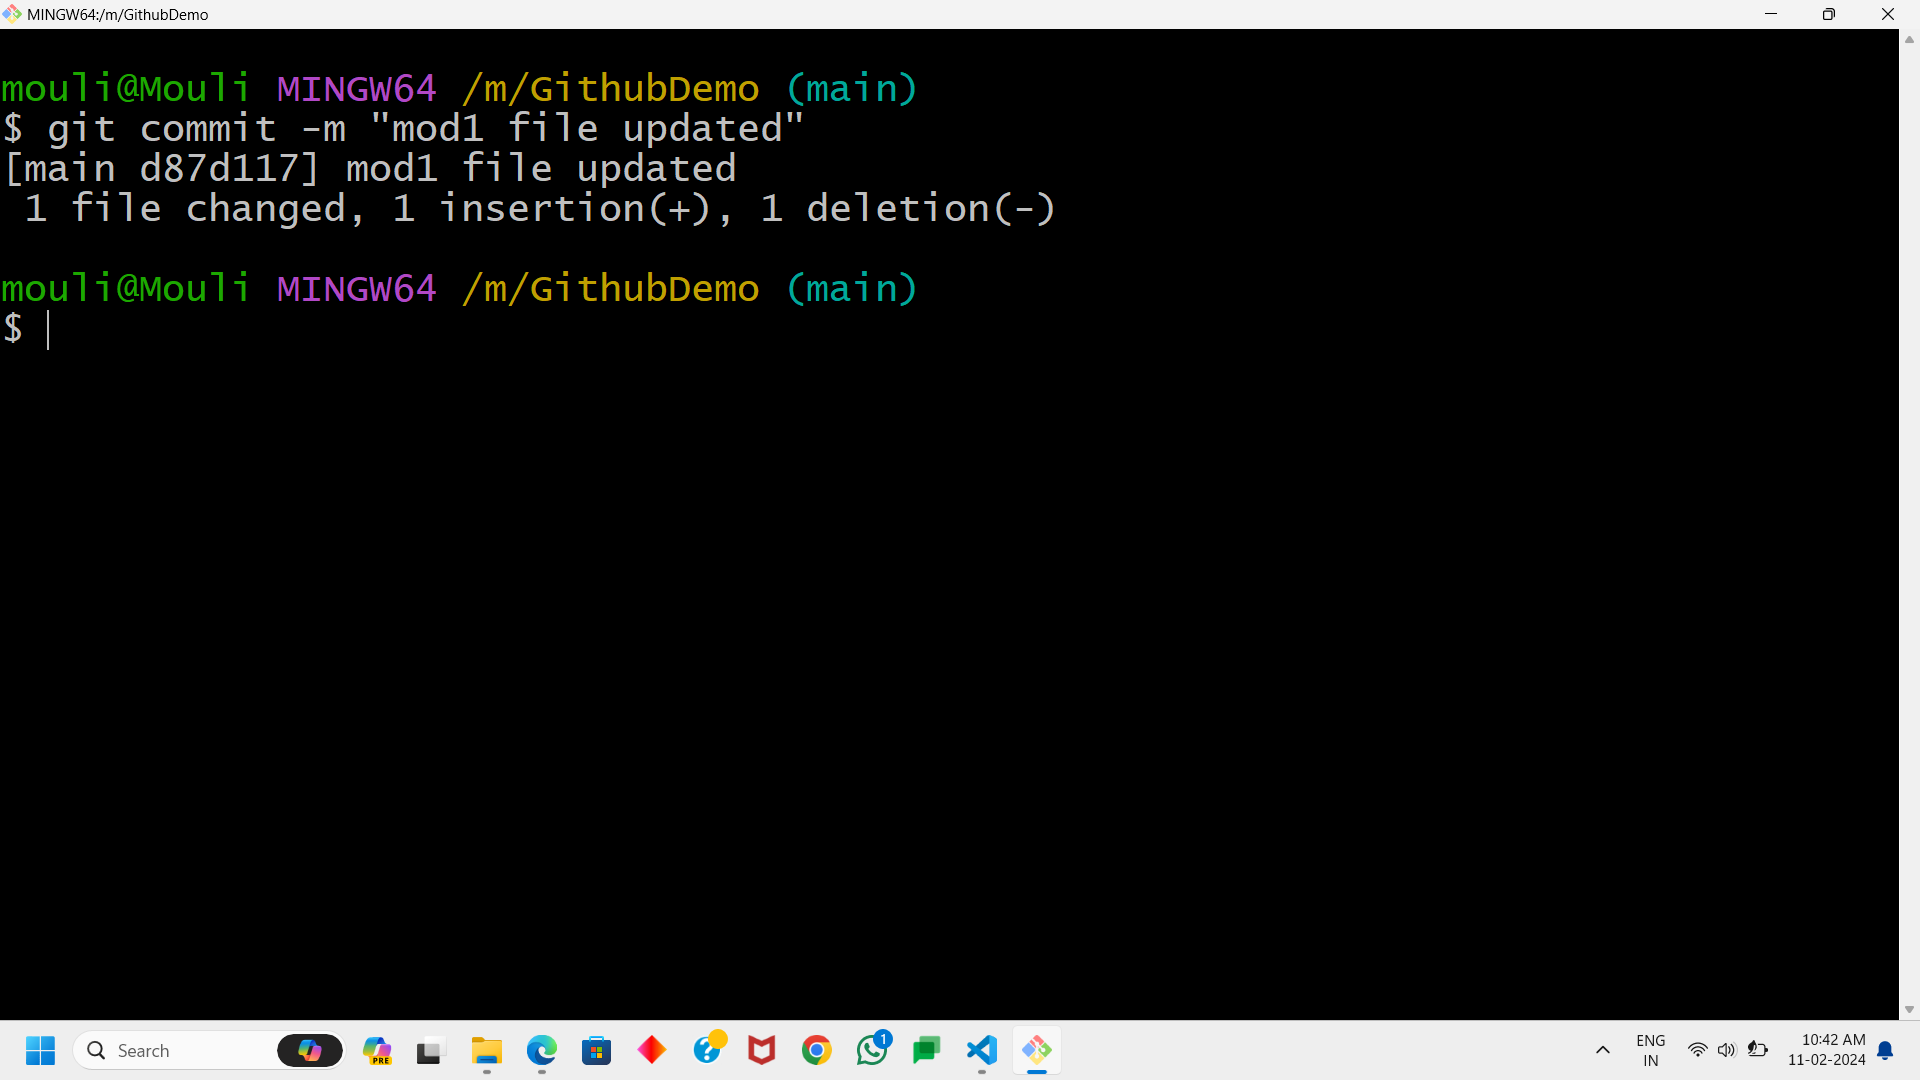 MINGW64:/m/GithubDemo
mouli@Mouli MINGW64 /m/GithubDemo (main)
$ git commit -m "mod1 file updated"
[main d87d117] mod1 file updated
 1 file changed, 1 insertion(+), 1 deletion(-)
mouli@Mouli MINGW64 /m/GithubDemo (main)
$
Search
PRE
1
ENG
IN
10:42 AM
11-02-2024